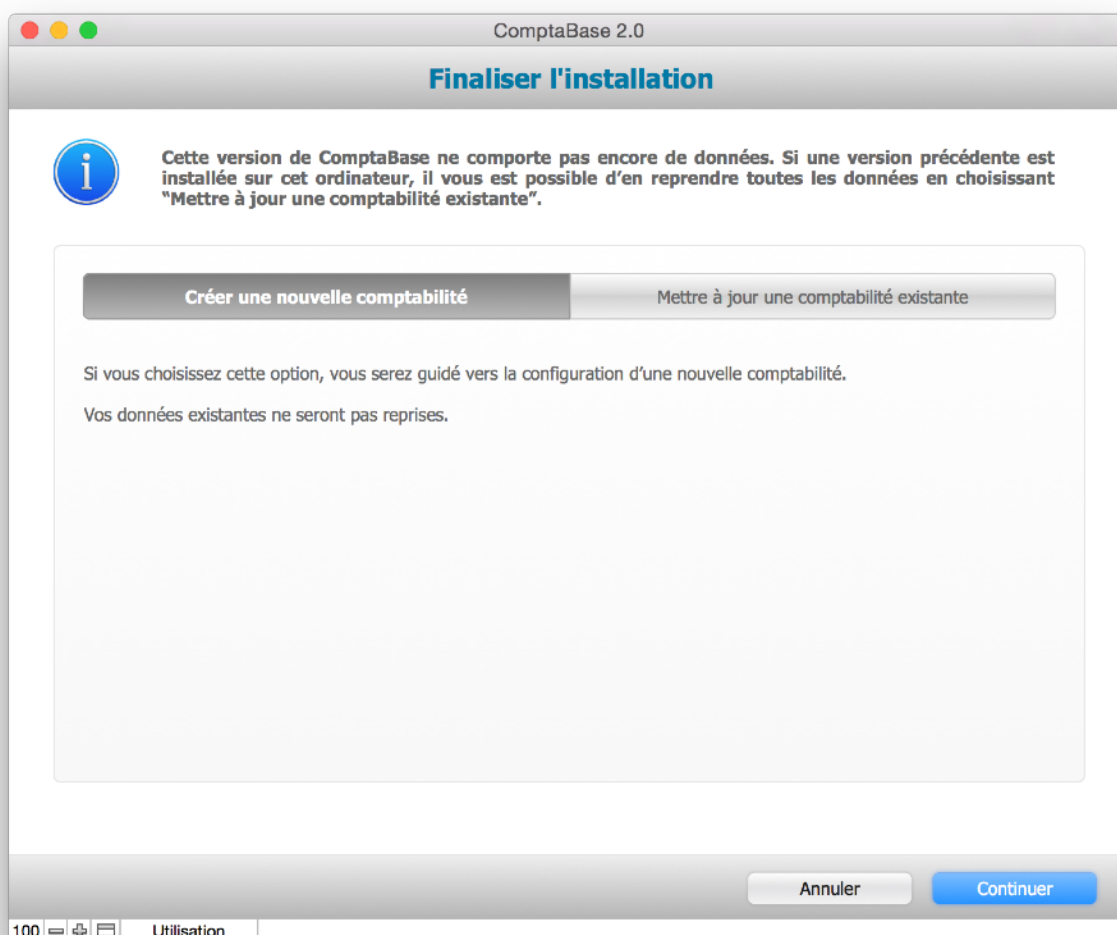 ComptaBase 2.0
Finaliser l'installation
i
Cette version de ComptaBase ne comporte pas encore de données. Si une version précédente est
installée sur cet ordinateur, il vous est possible d’en reprendre toutes les données en choisissant
“Mettre à jour une comptabilité existante”.
Créer une nouvelle comptabilité
Mettre à jour une comptabilité existante
Si vous choisissez cette option, vous serez guidé vers la configuration d’une nouvelle comptabilité.
Vos données existantes ne seront pas reprises.
Annuler
Continuer
100
Utilisation